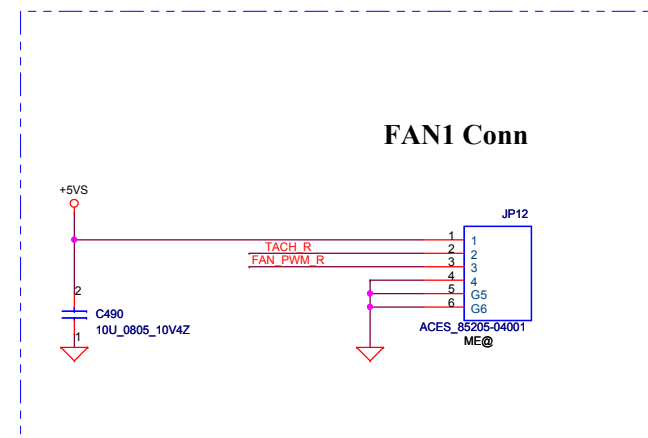 FAN1 Conn
+5VS
JP12
1 1
TACH_R 2 2
FAN_PWM_R 3 3
4 4
5 G5
6 G6
2
C490
10U_0805_10V4Z
1
ACES_85205-04001
ME@